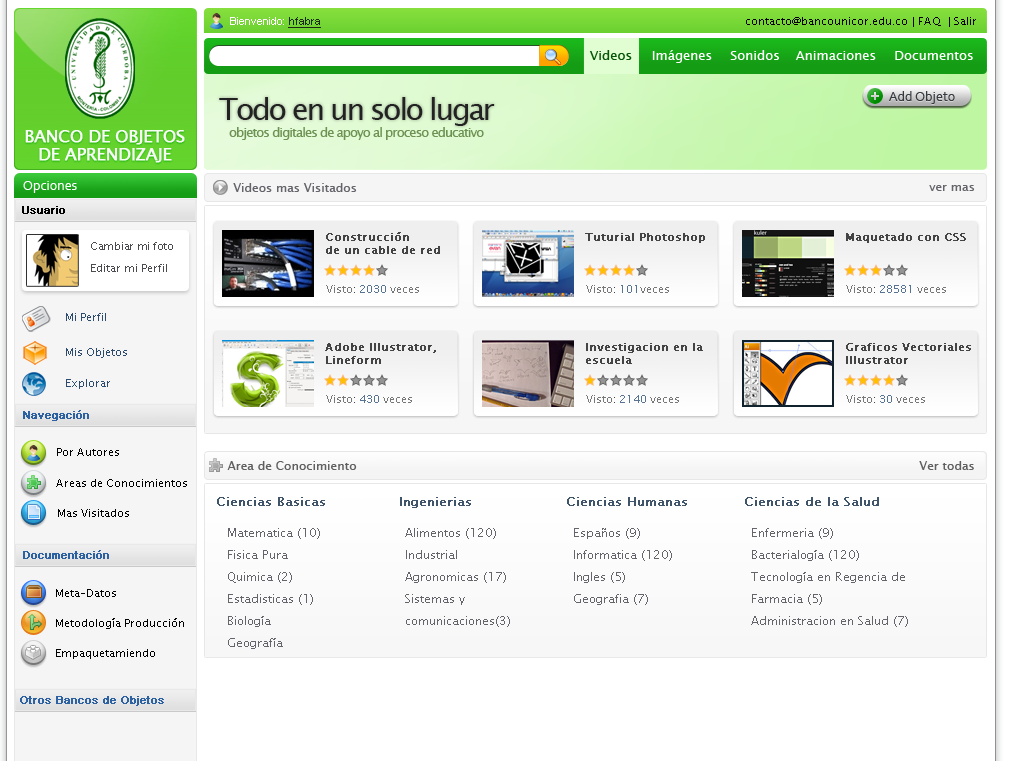 UNIVERSIDAD DE CÓRDOBA
MONTERÍA - COLOMBIA
BANCO DE OBJETOS
DE APRENDIZAJE
Bienvenido: hfabra
contacto@bancounicor.edu.co | FAQ | Salir
Videos
Imágenes
Sonidos
Animaciones
Documentos
Todo en un solo lugar
objetos digitales de apoyo al proceso educativo
Add Objeto
Opciones
Usuario
Cambiar mi foto
Editar mi Perfil
Mi Perfil
Mis Objetos
Explorar
Navegación
Por Autores
Areas de Conocimientos
Mas Visitados
Documentación
Meta-Datos
Metodología Producción
Empaquetamiendo
Otros Bancos de Objetos
Videos mas Visitados
ver mas
Construcción
de un cable de red
Visto: 2030 veces
Tuturial Photoshop
Visto: 101veces
kuler
Maquetado con CSS
Visto: 28581 veces
Adobe Illustrator,
Lineform
Visto: 430 veces
Investigacion en la
escuela
Visto: 2140 veces
Graficos Vectoriales
Illustrator
Visto: 30 veces
Area de Conocimiento
Ver todas
Ciencias Basicas
Matematica (10)
Fisica Pura
Quimica (2)
Estadisticas (1)
Biología
Geografía
Ingenierias
Alimentos (120)
Industrial
Agronomicas (17)
Sistemas y
comunicaciones(3)
Ciencias Humanas
Españos (9)
Informatica (120)
Ingles (5)
Geografia (7)
Ciencias de la Salud
Enfermeria (9)
Bacterialogía (120)
Tecnología en Regencia de
Farmacia (5)
Administracion en Salud (7)